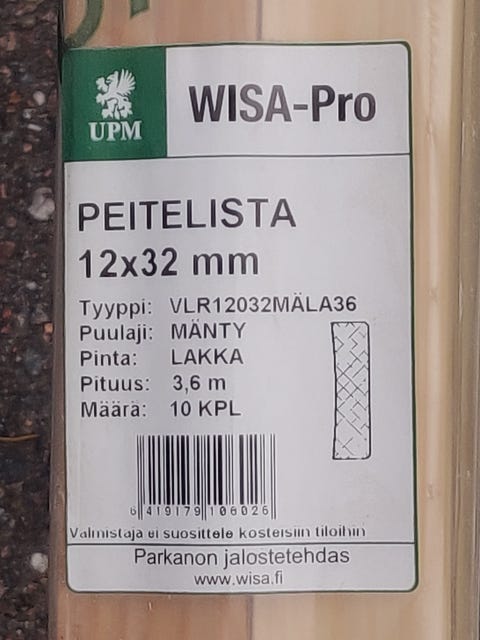 UPM
WISA-Pro
PEITELISTA
12x32 mm
Tyyppi: VLR12032MÄLA36
Puulaji: MÄNTY
Pinta: LAKKA
Pituus: 3,6 m
Määrä: 10 KPL
6 419179 106026
Valmistaja ei suosittele kosteisiin tiloihin
Parkanon jalostetehdas
www.wisa.fi